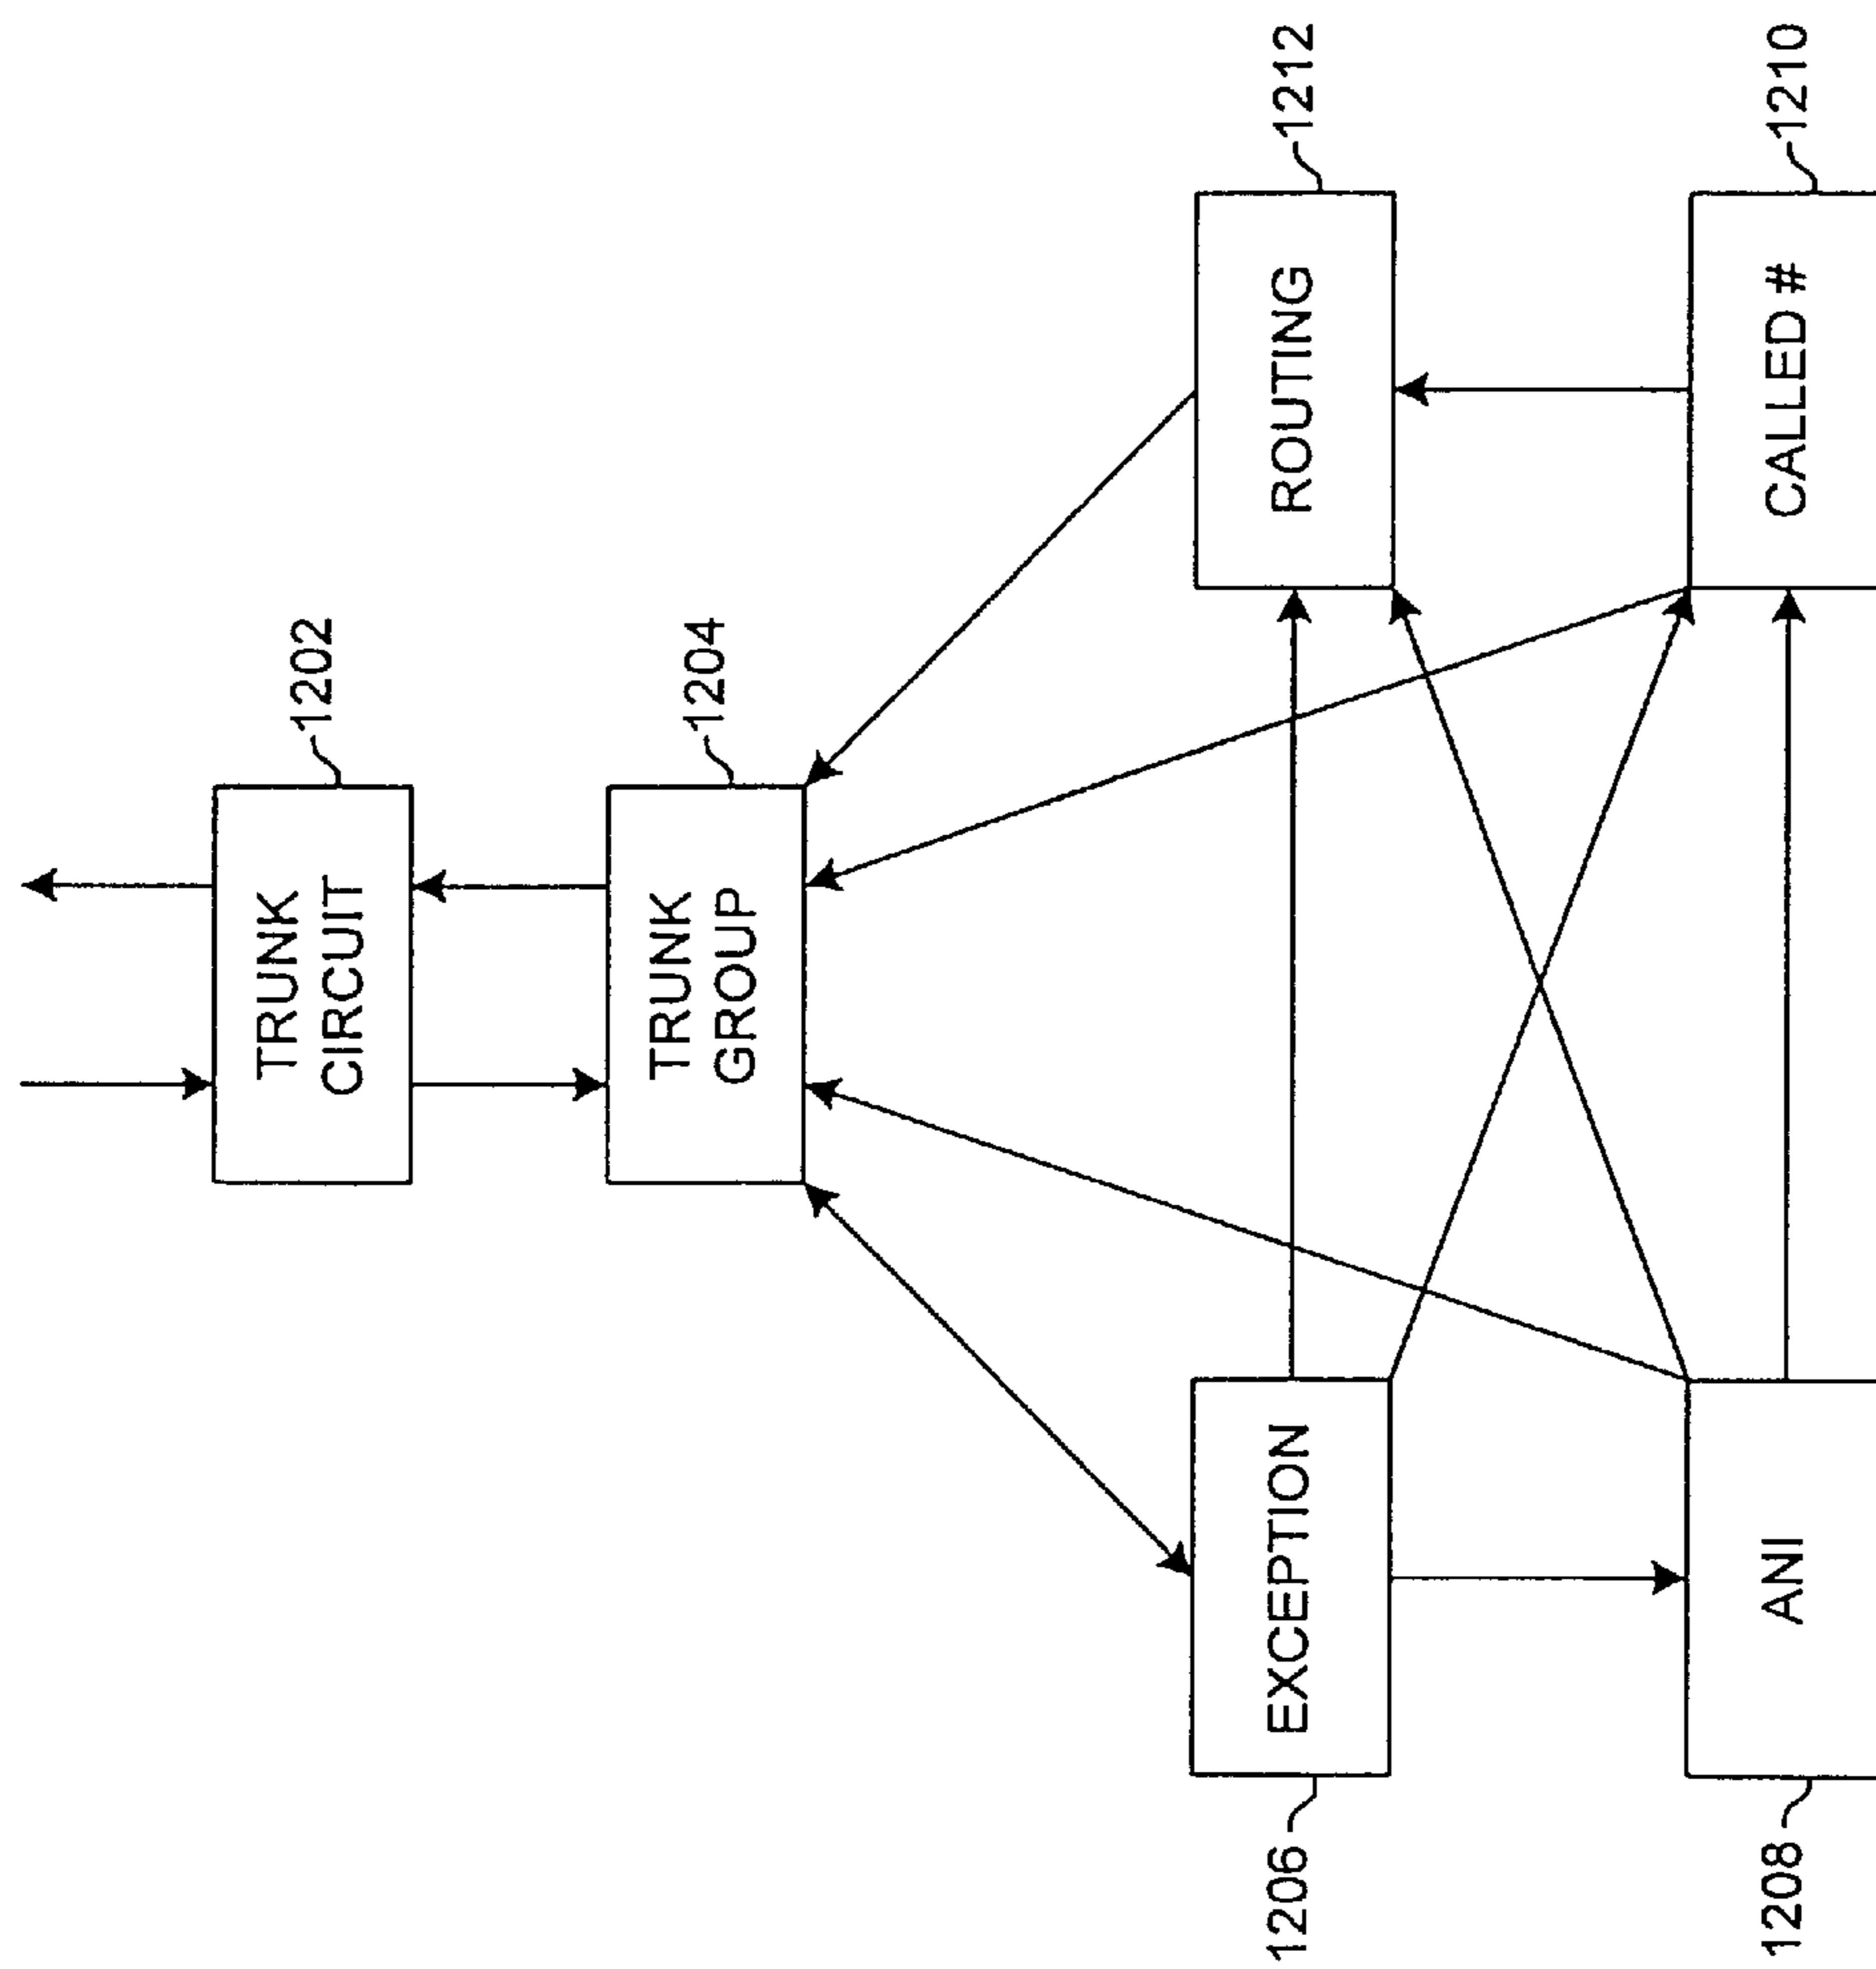 TRUNK
CIRCUIT
1202
TRUNK
GROUP
1204
1206
EXCEPTION
ROUTING
1212
1208
ANI
CALLED #
1210